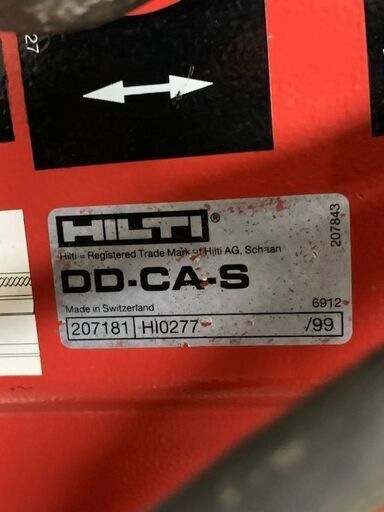 27
HILTI®
Hilti = Registered Trade Mark of Hilti AG, Schaan
DD-CA-S
Made in Switzerland
6912
207181 HI0277 /99
207843